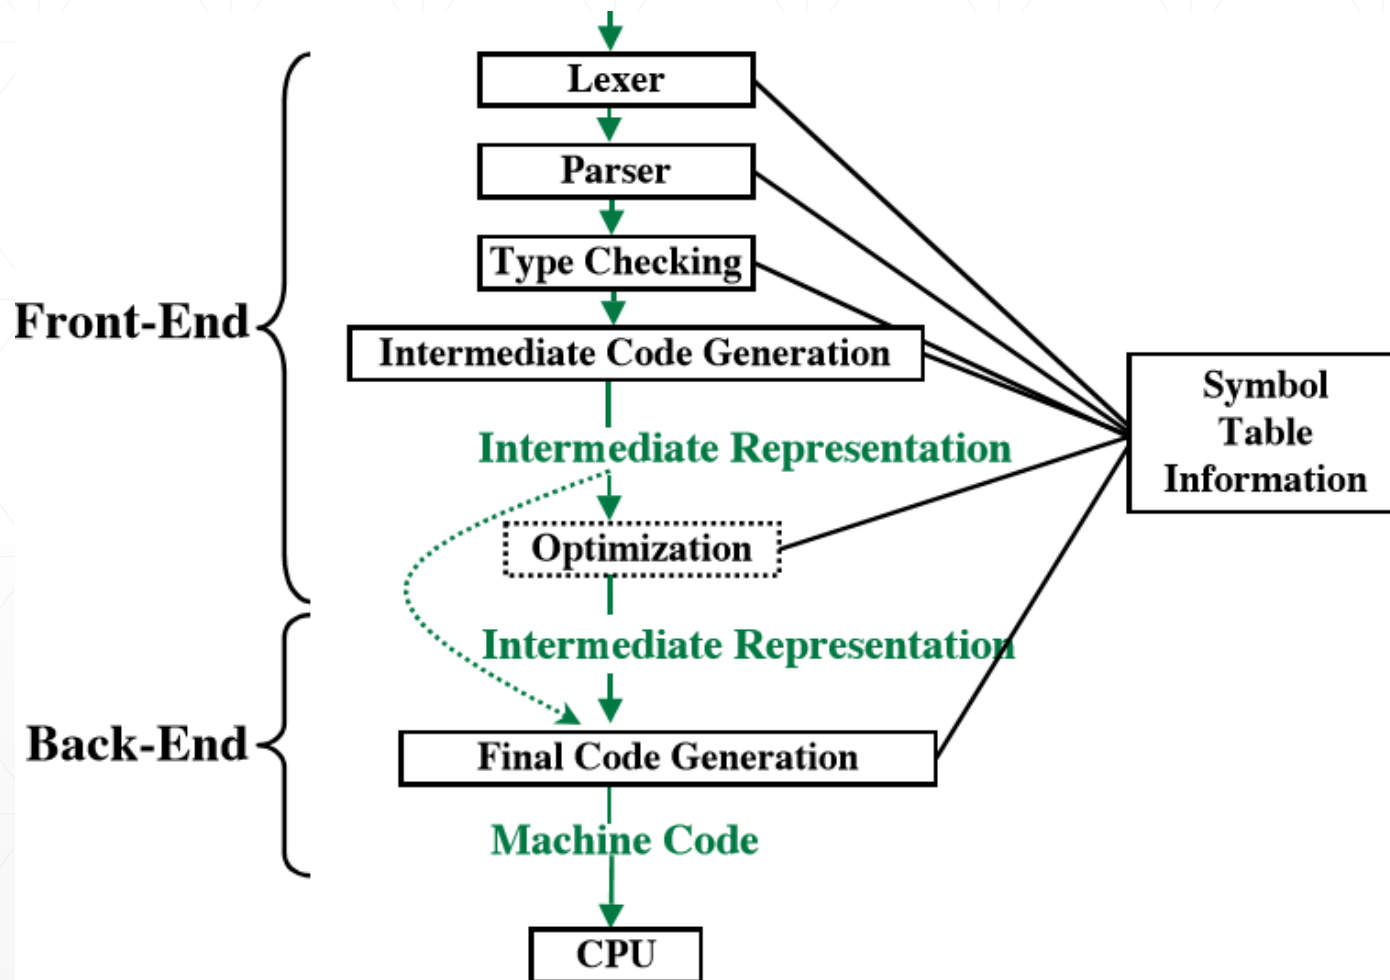 Lexer
Parser
Type Checking
Front-End
Intermediate Code Generation
Symbol
Table
Information
Intermediate Representation
Optimization
Intermediate Representation
Back-End
Final Code Generation
Machine Code
CPU